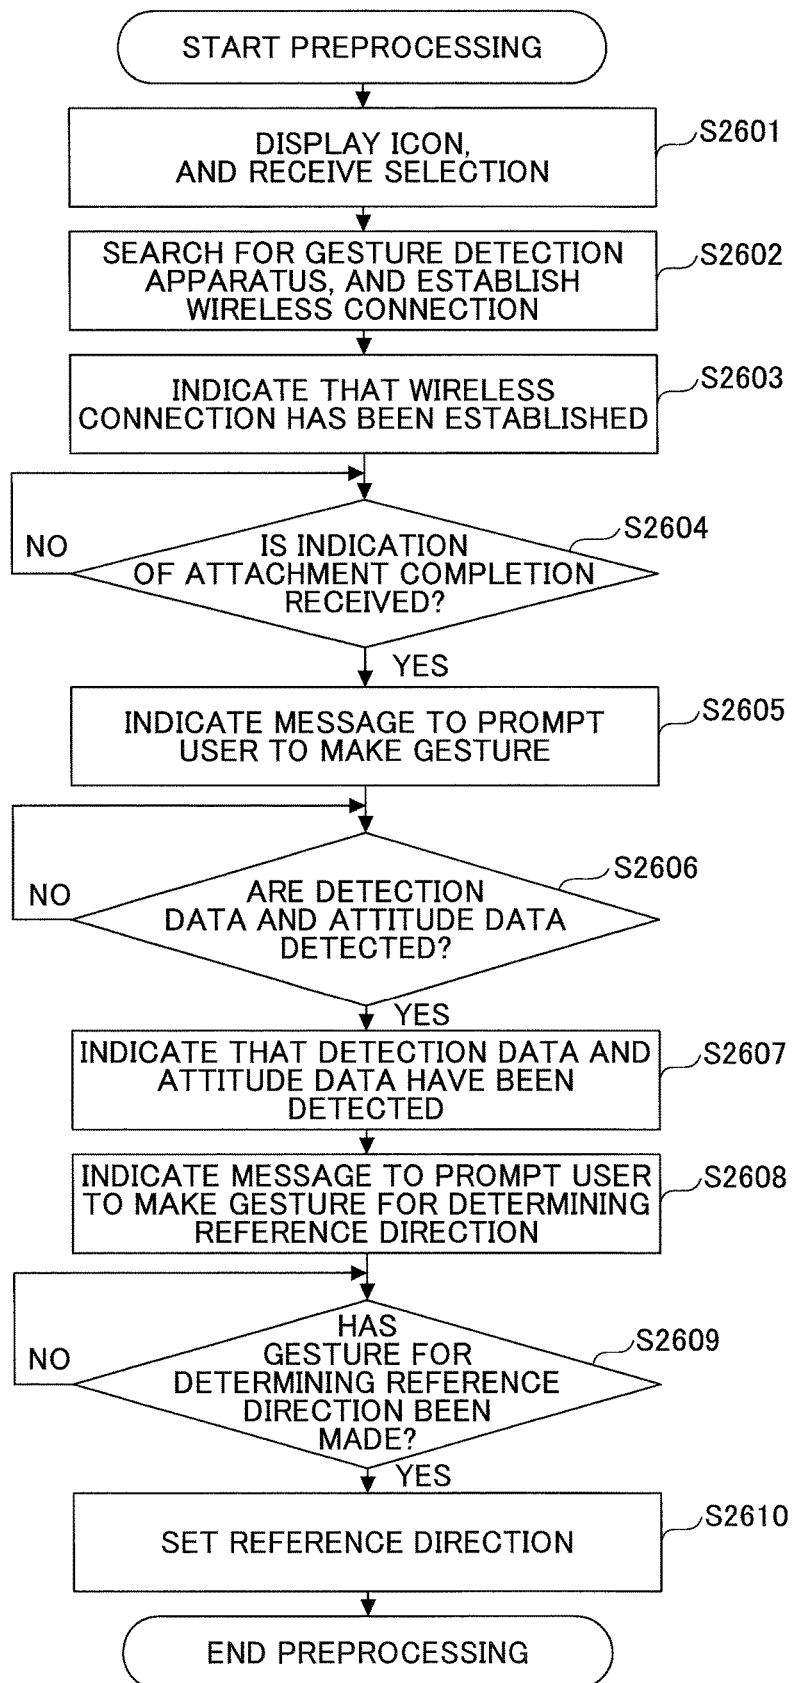 START PREPROCESSING
DISPLAY ICON,
AND RECEIVE SELECTION
S2601
SEARCH FOR GESTURE DETECTION
APPARATUS, AND ESTABLISH
WIRELESS CONNECTION
S2602
INDICATE THAT WIRELESS
CONNECTION HAS BEEN ESTABLISHED
S2603
IS INDICATION
OF ATTACHMENT COMPLETION
RECEIVED?
S2604
NO
YES
INDICATE MESSAGE TO PROMPT
USER TO MAKE GESTURE
S2605
ARE DETECTION
DATA AND ATTITUDE DATA
DETECTED?
S2606
NO
YES
INDICATE THAT DETECTION DATA AND
ATTITUDE DATA HAVE BEEN
DETECTED
S2607
INDICATE MESSAGE TO PROMPT USER
TO MAKE GESTURE FOR DETERMINING
REFERENCE DIRECTION
S2608
HAS
GESTURE FOR
DETERMINING REFERENCE
DIRECTION BEEN
MADE?
S2609
NO
YES
SET REFERENCE DIRECTION
S2610
END PREPROCESSING